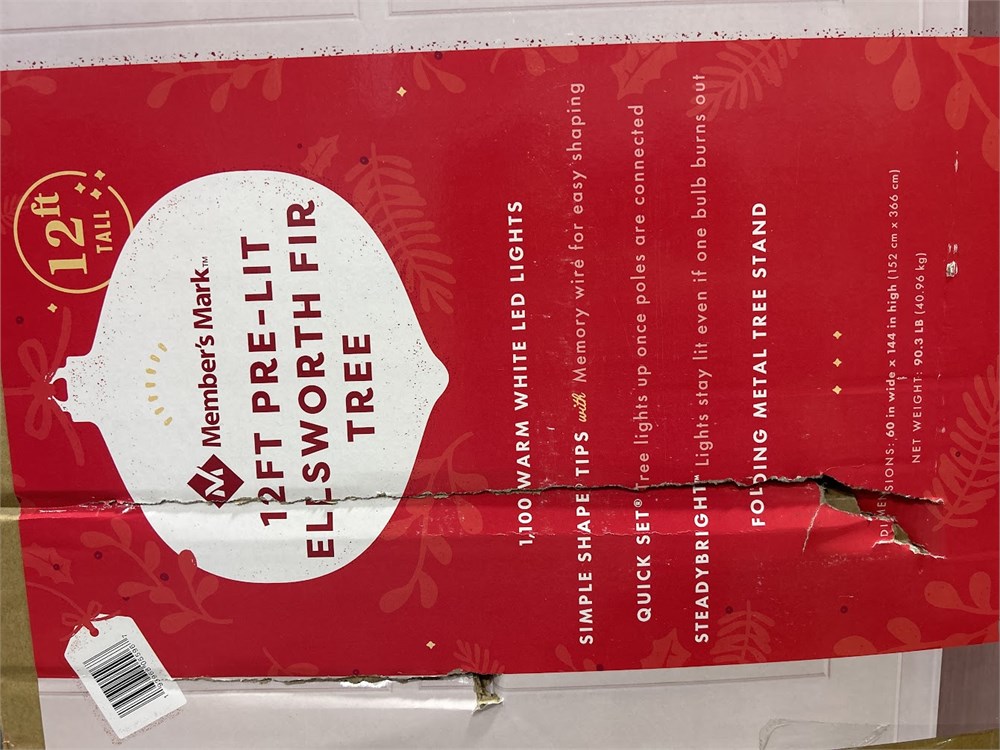 12ft
TALL
Member's Mark™
12FT PRE-LIT
ELLSWORTH FIR
TREE
1,100 WARM WHITE LED LIGHTS
SIMPLE SHAPE TIPS with Memory wire for easy shaping
QUICK SET® Tree lights up once poles are connected
STEADYBRIGHT™ Lights stay lit even if one bulb burns out
FOLDING METAL TREE STAND
DIMENSIONS: 60 in wide x 144 in high (152 cm x 366 cm)
NET WEIGHT: 90.3 LB (40.96 kg)